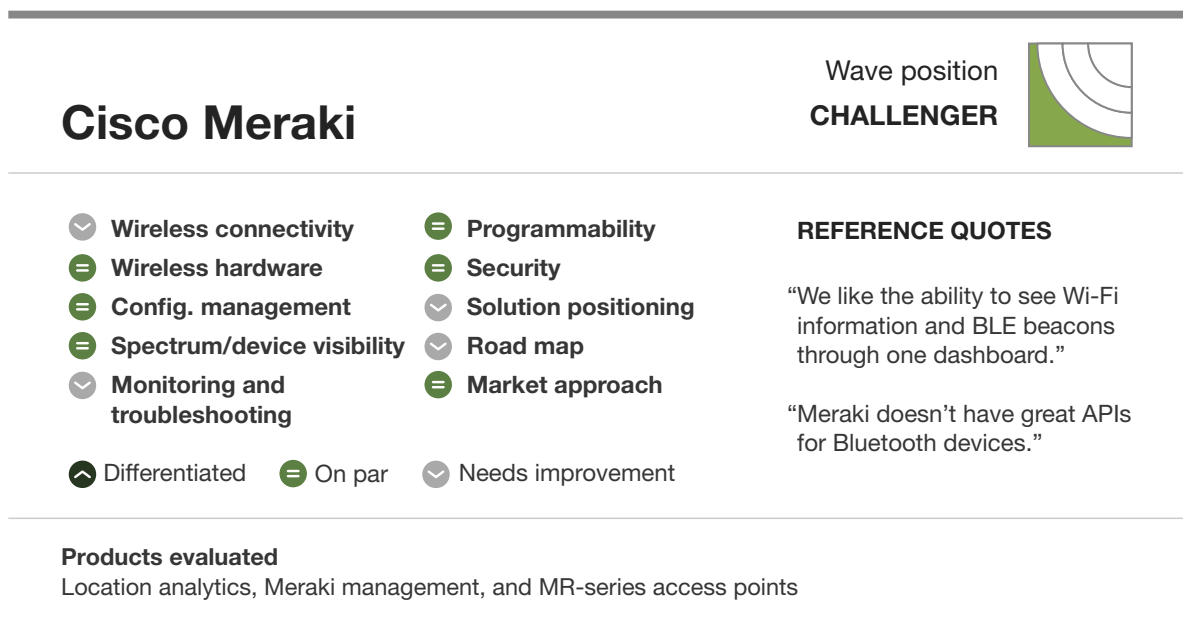 Wave position
CHALLENGER
Cisco Meraki
Wireless connectivity
Wireless hardware
Config. management
Spectrum/device visibility
Monitoring and
troubleshooting
Programmability
Security
Solution positioning
Road map
Market approach
Differentiated
On par
Needs improvement
REFERENCE QUOTES
“We like the ability to see Wi-Fi
information and BLE beacons
through one dashboard.”
“Meraki doesn’t have great APIs
for Bluetooth devices.”
Products evaluated
Location analytics, Meraki management, and MR-series access points